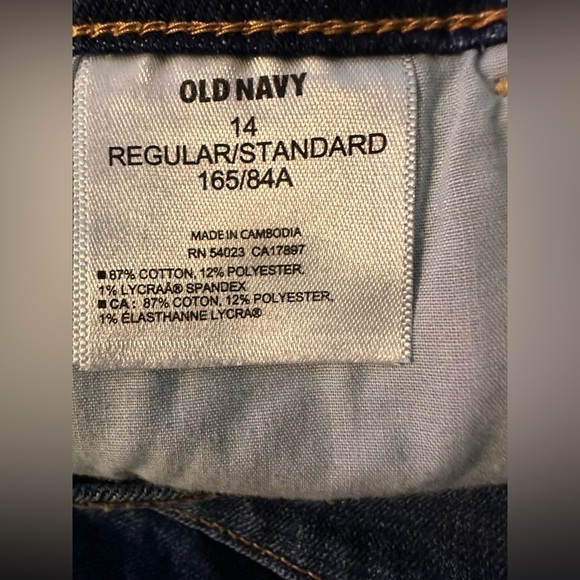 OLD NAVY
14
REGULAR/STANDARD
165/84A
MADE IN CAMBODIA
RN 54023 CA17897
■ 87% COTTON, 12% POLYESTER,
1% LYCRAÂ® SPANDEX
■ CA : 87% COTON, 12% POLYESTER,
1% ÉLASTHANNE LYCRA®